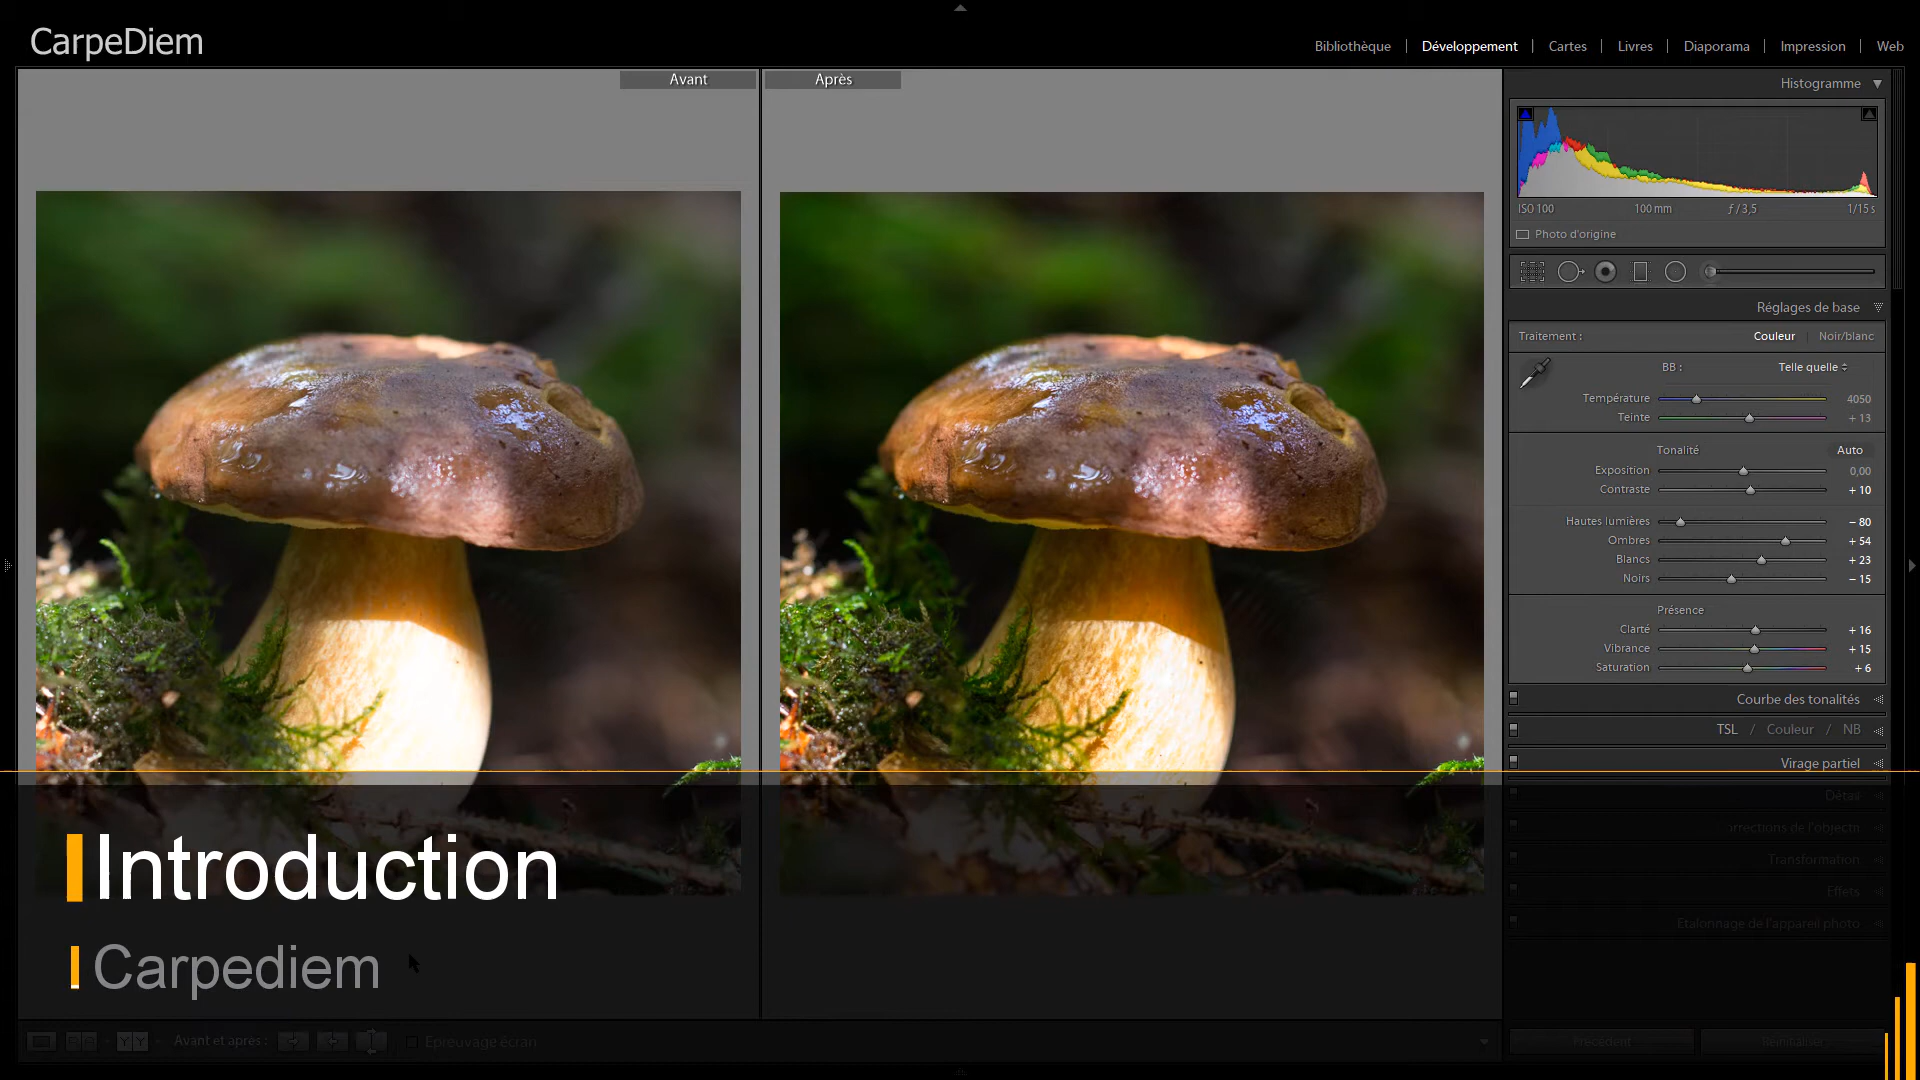 CarpeDiem
Bibliothèque | Développement | Cartes | Livres | Diaporama | Impression | Web
Avant
Après
Histogramme
ISO 100 100 mm ƒ / 3,5 1/15 s
Photo d'origine
Réglages de base
Traitement : Couleur | Noir/blanc
BB : Telle quelle
Température 4050
Teinte + 13
Tonalité Auto
Exposition 0,00
Contraste + 10
Hautes lumières − 80
Ombres + 54
Blancs + 23
Noirs − 15
Présence
Clarté + 16
Vibrance + 15
Saturation + 6
Courbe des tonalités
TSL / Couleur / NB
Virage partiel
Détail
Transformation
Effets
Etalonnage de l'appareil photo
Introduction
Carpediem
Avant et après :
Epreuvage écran
Précédent
Réinitialiser